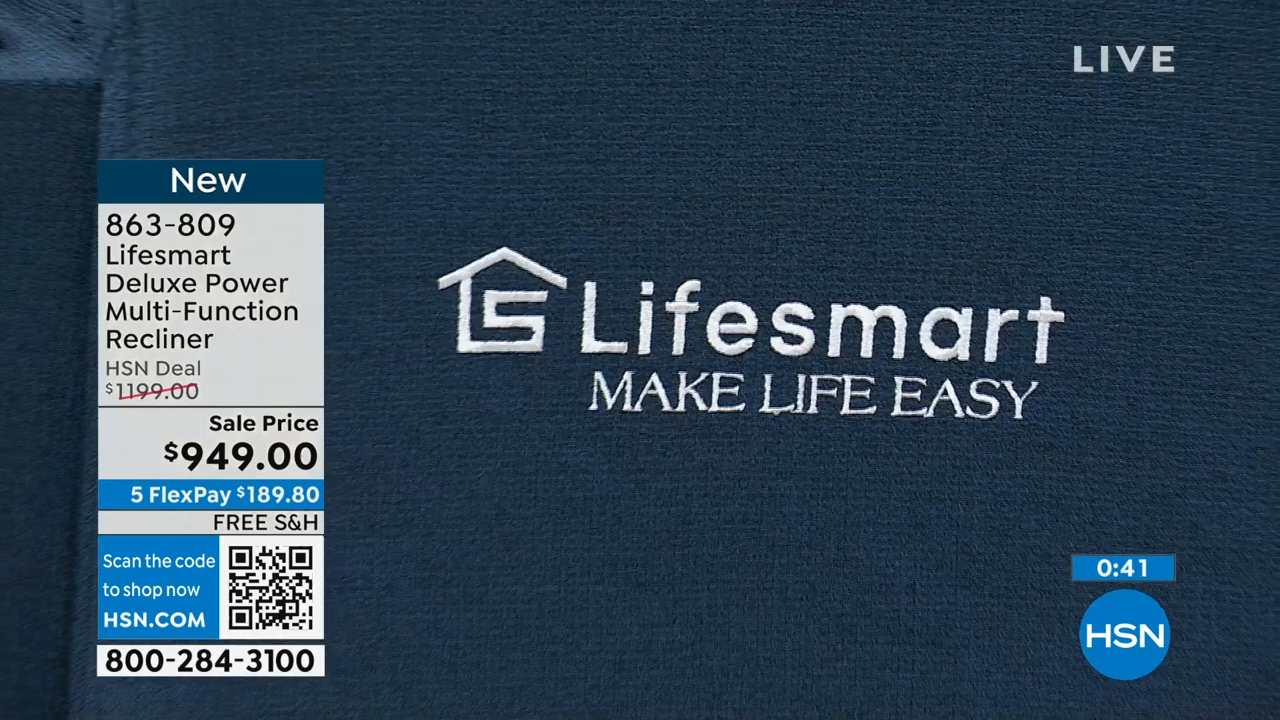 LIVE
New
863-809
Lifesmart
Deluxe Power
Multi-Function
Recliner
HSN Deal
$1199.00
Sale Price
$949.00
5 FlexPay $189.80
FREE S&H
Scan the code
to shop now
HSN.COM
800-284-3100
Lifesmart
MAKE LIFE EASY
0:41
HSN